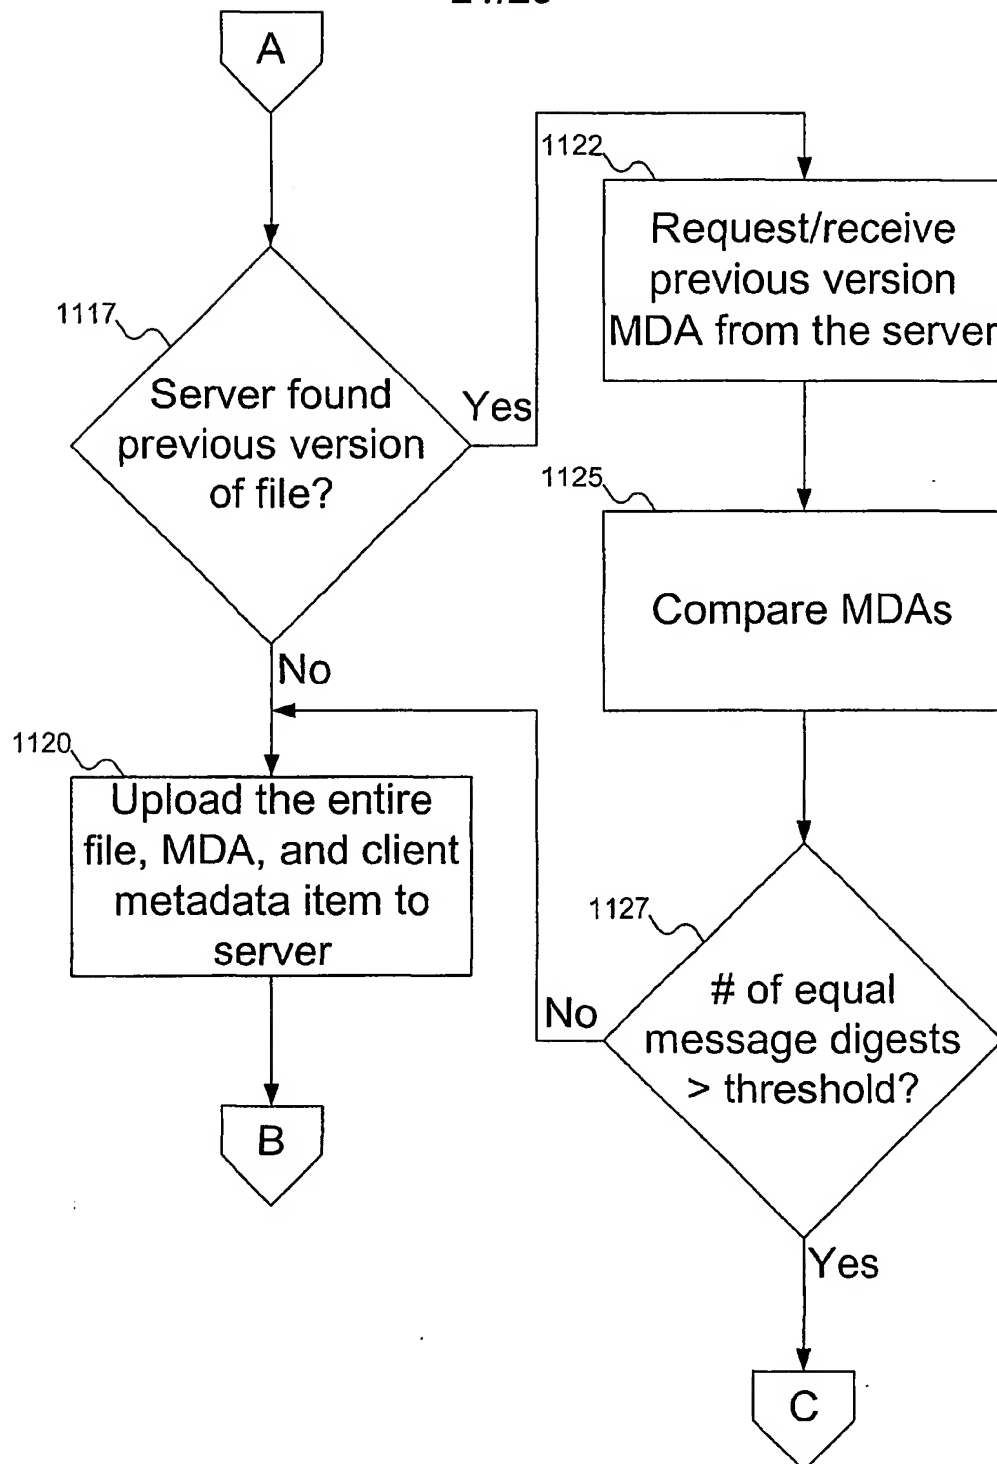 A
1122
Request/receive
previous version
MDA from the server
1117
Server found
previous version
of file?
Yes
1125
Compare MDAs
No
1120
Upload the entire
file, MDA, and client
metadata item to
server
1127
# of equal
message digests
> threshold?
No
B
Yes
C